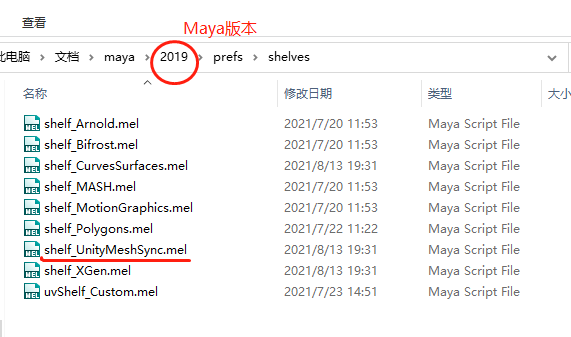 查看
Maya版本
此电脑 > 文档 > maya > 2019 > prefs > shelves
名称 修改日期 类型 大小
shelf_Arnold.mel 2021/7/20 11:53 Maya Script File
shelf_Bifrost.mel 2021/7/20 11:53 Maya Script File
shelf_CurvesSurfaces.mel 2021/8/13 19:31 Maya Script File
shelf_MASH.mel 2021/7/20 11:53 Maya Script File
shelf_MotionGraphics.mel 2021/7/20 11:53 Maya Script File
shelf_Polygons.mel 2021/7/22 11:22 Maya Script File
shelf_UnityMeshSync.mel 2021/8/13 19:31 Maya Script File
shelf_XGen.mel 2021/8/13 19:31 Maya Script File
uvShelf_Custom.mel 2021/7/23 14:51 Maya Script File